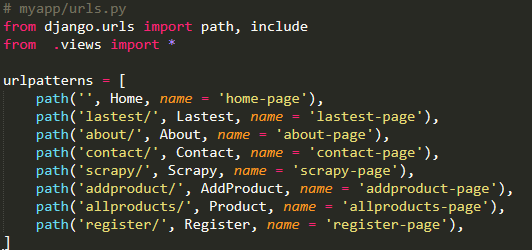 # myapp/urls.py
from django.urls import path, include
from  .views import *
urlpatterns = [
    path('', Home, name = 'home-page'),
    path('lastest/', Lastest, name = 'lastest-page'),
    path('about/', About, name = 'about-page'),
    path('contact/', Contact, name = 'contact-page'),
    path('scrapy/', Scrapy, name = 'scrapy-page'),
    path('addproduct/', AddProduct, name = 'addproduct-page'),
    path('allproducts/', Product, name = 'allproducts-page'),
    path('register/', Register, name = 'register-page'),
]